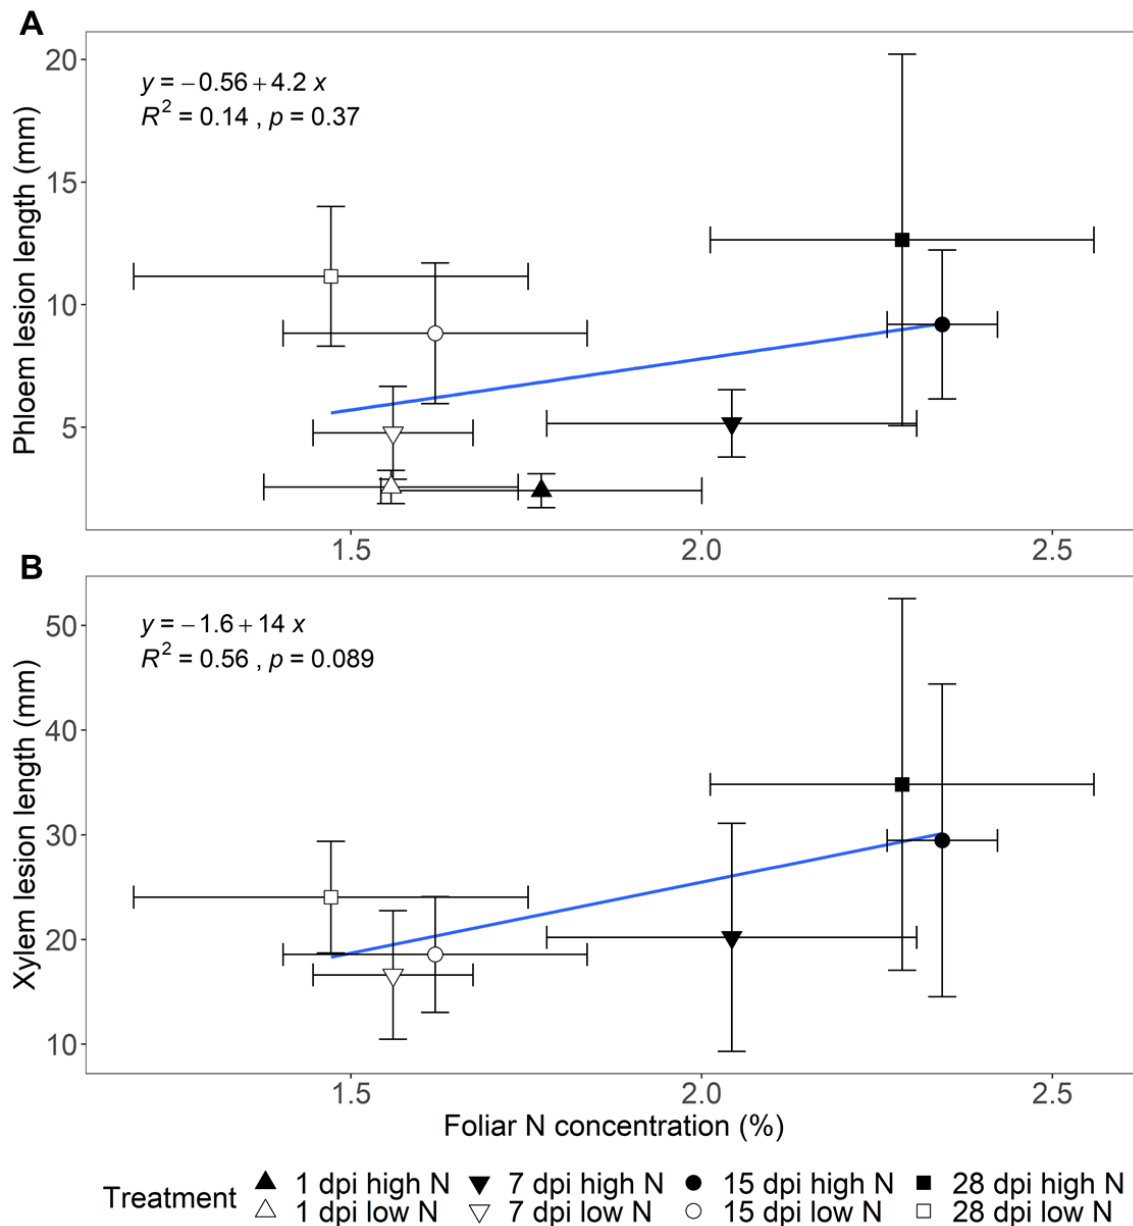 A
Phloem lesion length (mm)
20
15
10
5
y = −0.56 + 4.2 x
R² = 0.14 , p = 0.37
1.5 2.0 2.5
B
Xylem lesion length (mm)
50
40
30
20
10
y = −1.6 + 14 x
R² = 0.56 , p = 0.089
1.5 2.0 2.5
Foliar N concentration (%)
Treatment
1 dpi high N 7 dpi high N 15 dpi high N 28 dpi high N
1 dpi low N 7 dpi low N 15 dpi low N 28 dpi low N